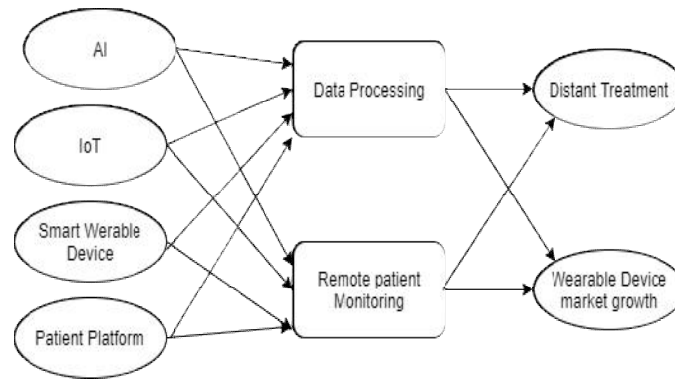 AI
IoT
Smart Werable
Device
Patient Platform
Data Processing
Remote patient
Monitoring
Distant Treatment
Wearable Device
market growth